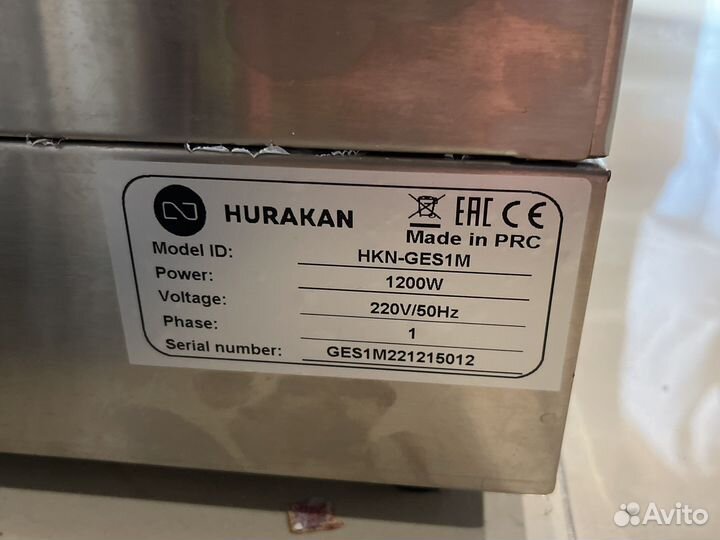 HURAKAN
EAC CE
Made in PRC
Model ID: HKN-GES1M
Power: 1200W
Voltage: 220V/50Hz
Phase: 1
Serial number: GES1M221215012
Avito